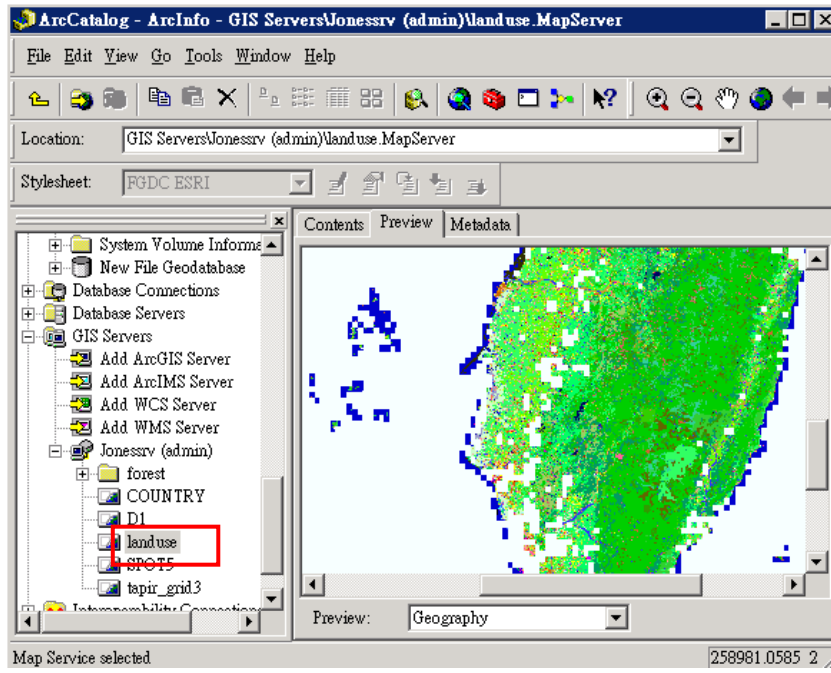 ArcCatalog - ArcInfo - GIS Servers\Jonessrv (admin)\landuse.MapServer
File Edit View Go Tools Window Help
Location: GIS Servers\Jonessrv (admin)\landuse.MapServer
Stylesheet: FGDC ESRI
Contents Preview Metadata
System Volume Informa
New File Geodatabase
Database Connections
Database Servers
GIS Servers
Add ArcGIS Server
Add ArcIMS Server
Add WCS Server
Add WMS Server
Jonessrv (admin)
forest
COUNTRY
D1
landuse
SPOT5
tapir_grid3
Interoperability Connections
Preview: Geography
Map Service selected
258981.0585 2